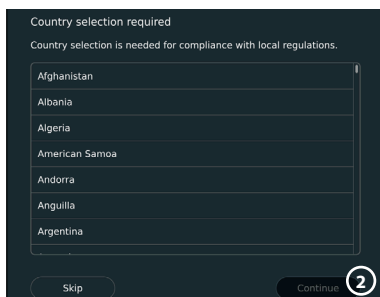 Country selection required
Country selection is needed for compliance with local regulations.
Afghanistan
Albania
Algeria
American Samoa
Andorra
Anguilla
Argentina
Skip
Continue
2